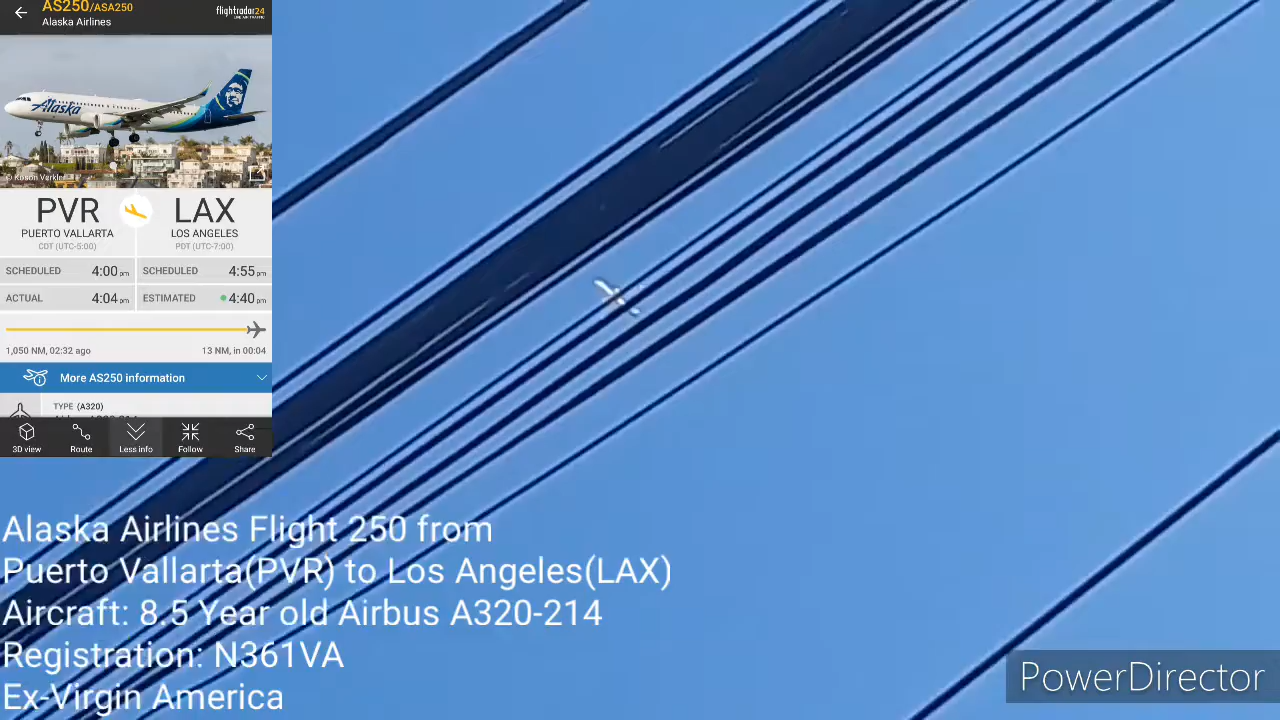 AS250/ASA250
Alaska Airlines
flightradar24
LIVE AIR TRAFFIC
Alaska
PVR
PUERTO VALLARTA
CDT (UTC-5:00)
LAX
LOS ANGELES
PDT (UTC-7:00)
SCHEDULED 4:00 pm
SCHEDULED 4:55 pm
ACTUAL 4:04 pm
ESTIMATED 4:40 pm
1,050 NM, 02:32 ago
13 NM, in 00:04
More AS250 information
TYPE (A320)
3D view
Route
Less info
Follow
Share
Alaska Airlines Flight 250 from
Puerto Vallarta(PVR) to Los Angeles(LAX)
Aircraft: 8.5 Year old Airbus A320-214
Registration: N361VA
Ex-Virgin America
PowerDirector